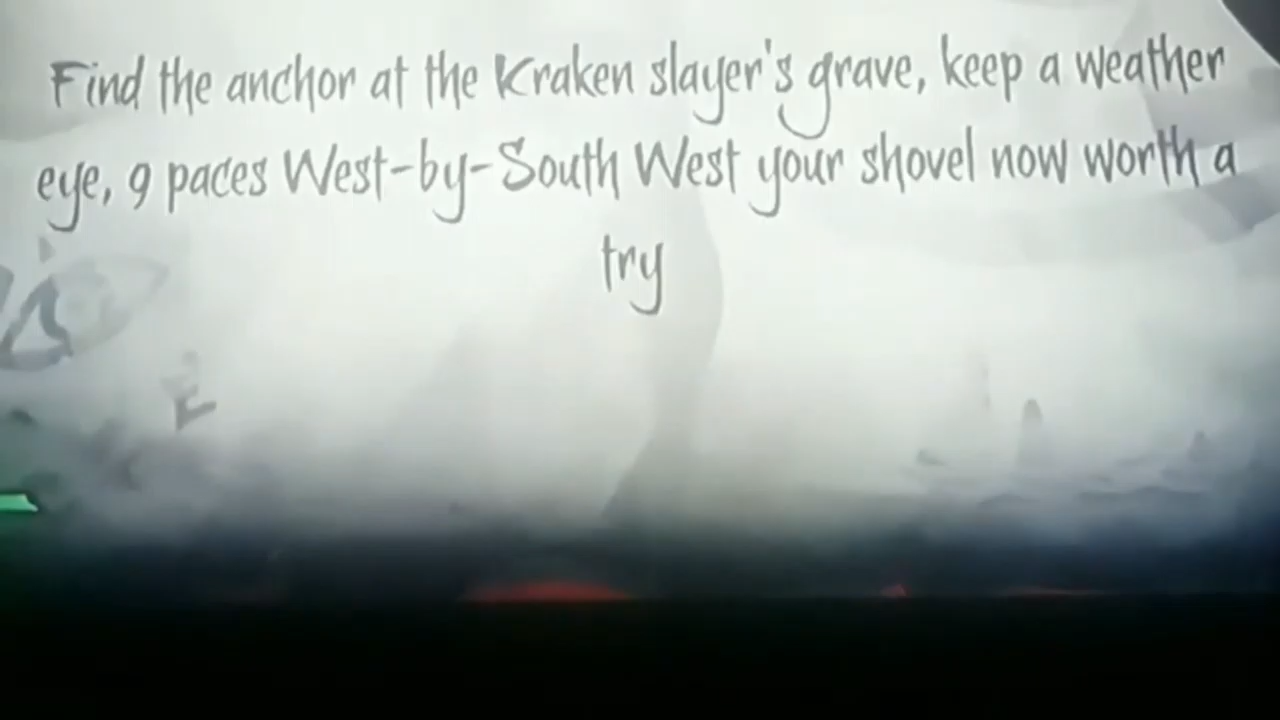 Find the anchor at the Kraken slayer's grave, keep a weather
eye, 9 paces West-by-South West your shovel now worth a
try
E